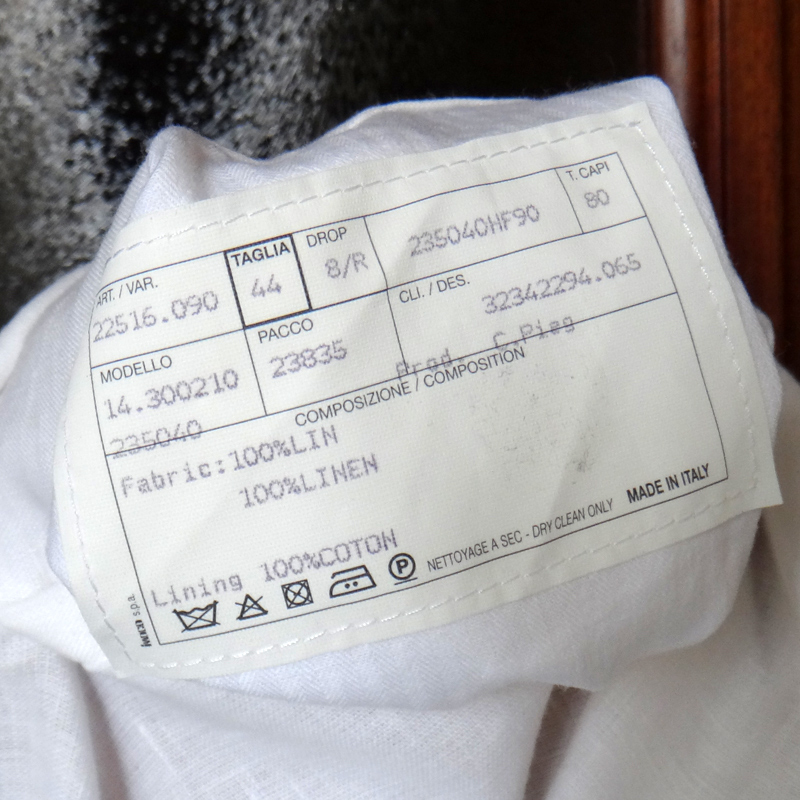 ART. / VAR.
22516.090
TAGLIA
44
DROP
8/R
235040HF90
T. CAPI
80
MODELLO
14.300210
235040
PACCO
23835
CLI. / DES.
32342294.065
Prod. C.Pieg
COMPOSIZIONE / COMPOSITION
Fabric:100%LIN
100%LINEN
Lining 100%COTON
P
NETTOYAGE A SEC - DRY CLEAN ONLY
MADE IN ITALY
s.p.a.